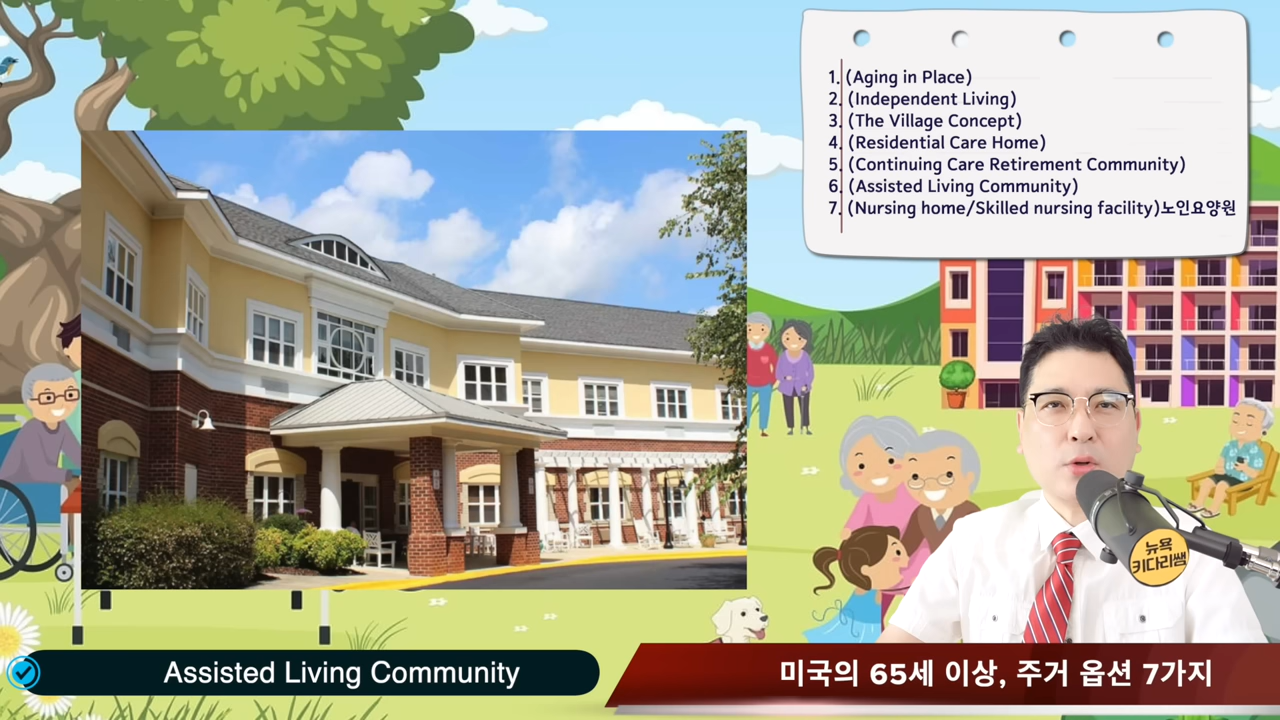 1. (Aging in Place)
2. (Independent Living)
3. (The Village Concept)
4. (Residential Care Home)
5. (Continuing Care Retirement Community)
6. (Assisted Living Community)
7. (Nursing home/Skilled nursing facility)노인요양원
뉴욕
키다리쌤
Assisted Living Community
미국의 65세 이상, 주거 옵션 7가지